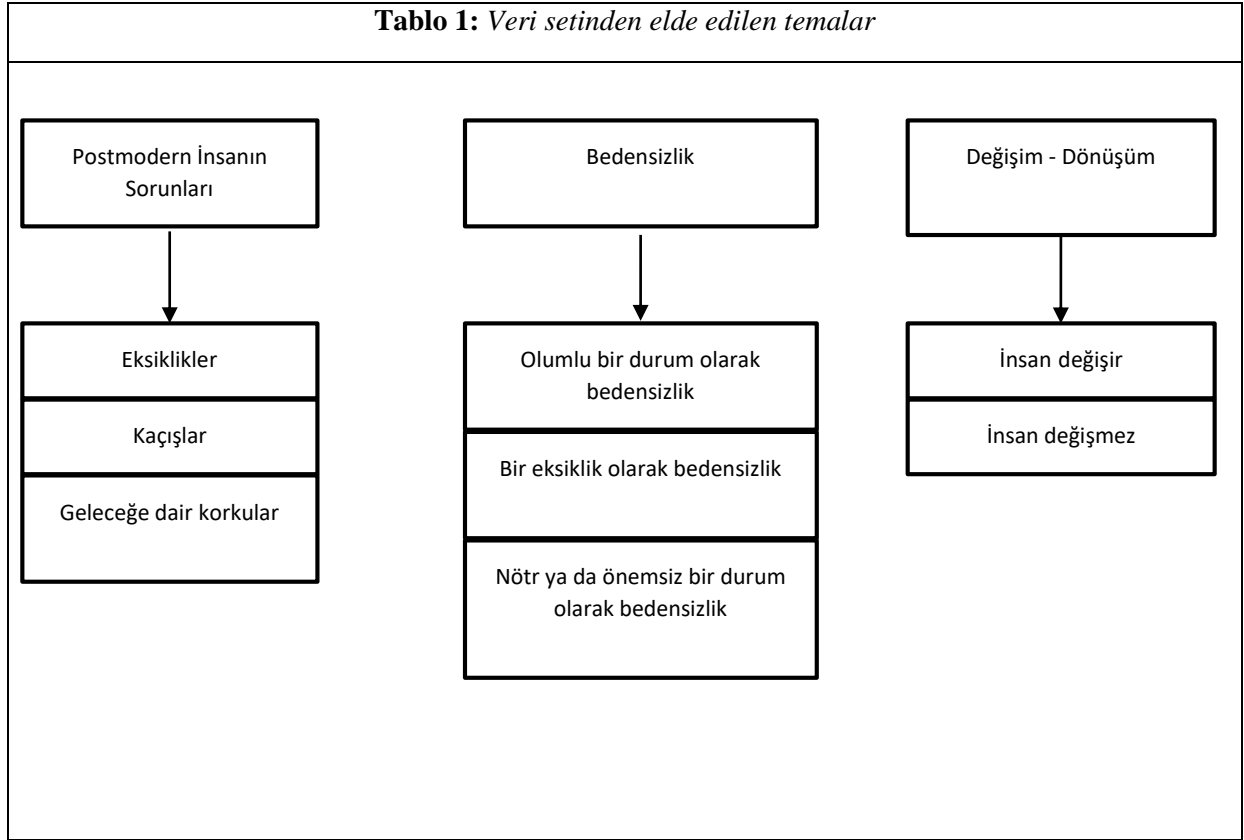 Tablo 1: Veri setinden elde edilen temalar
Postmodern İnsanın
Sorunları
Bedensizlik
Değişim - Dönüşüm
Eksiklikler
Kaçışlar
Geleceğe dair korkular
Olumlu bir durum olarak
bedensizlik
Bir eksiklik olarak bedensizlik
Nötr ya da önemsiz bir durum
olarak bedensizlik
İnsan değişir
İnsan değişmez